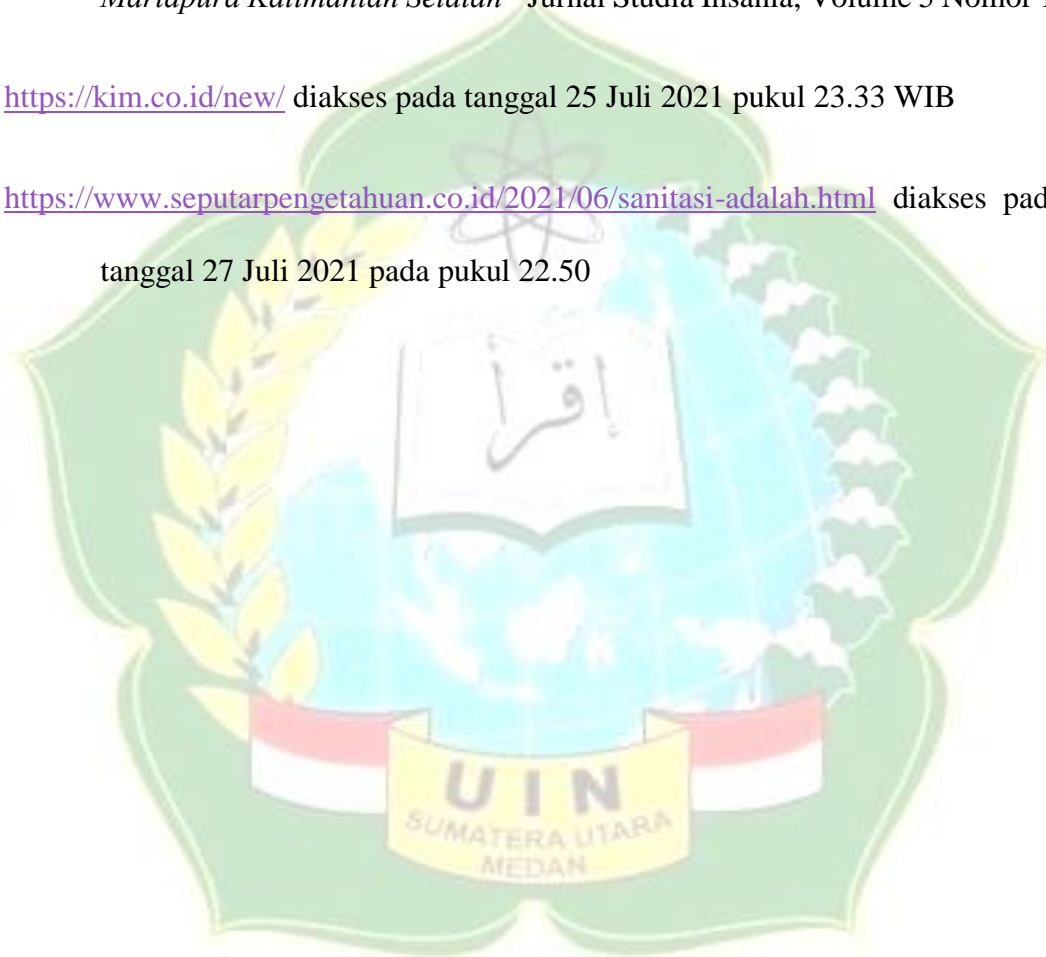 Martapura Kalimantan Selatan" Jurnal Studia Insania, Volume 5 Nomor
https://kim.co.id/new/ diakses pada tanggal 25 Juli 2021 pukul 23.33 WIB
https://www.seputarpengetahuan.co.id/2021/06/sanitasi-adalah.html diakses pad
tanggal 27 Juli 2021 pada pukul 22.50
إقرأ
UIN
SUMATERA UTARA
MEDAN